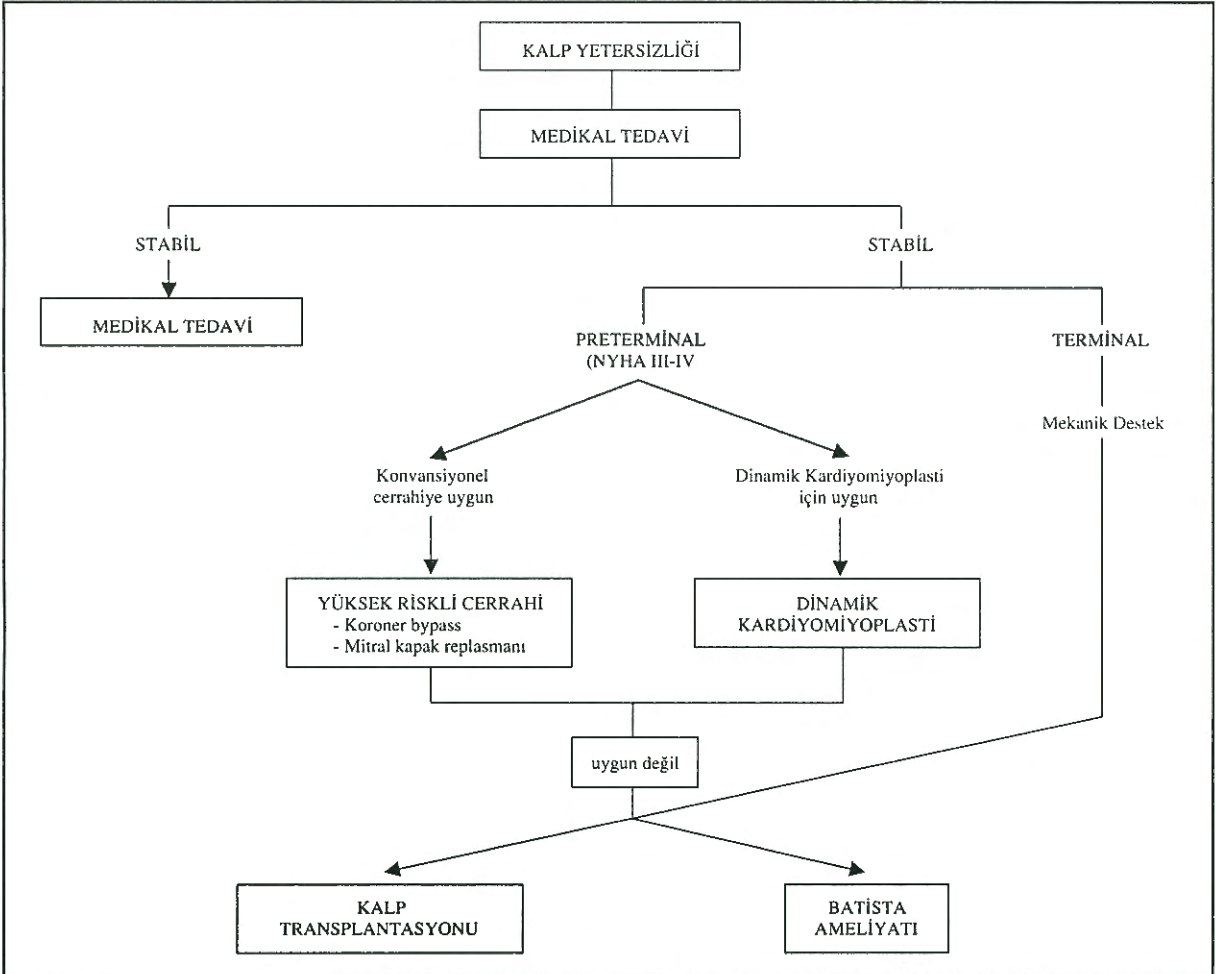 KALP YETERSİZLİĞİ
MEDİKAL TEDAVİ
STABİL
STABİL
MEDİKAL TEDAVİ
PRETERMİNAL
(NYHA III-IV
TERMİNAL
Mekanik Destek
Konvansiyonel
cerrahiye uygun
Dinamik Kardiyomiyoplasti
için uygun
YÜKSEK RİSKLİ CERRAHİ
- Koroner bypass
- Mitral kapak replasmanı
DİNAMİK
KARDİYOMİYOPLASTİ
uygun değil
KALP
TRANSPLANTASYONU
BATİSTA
AMELİYATI